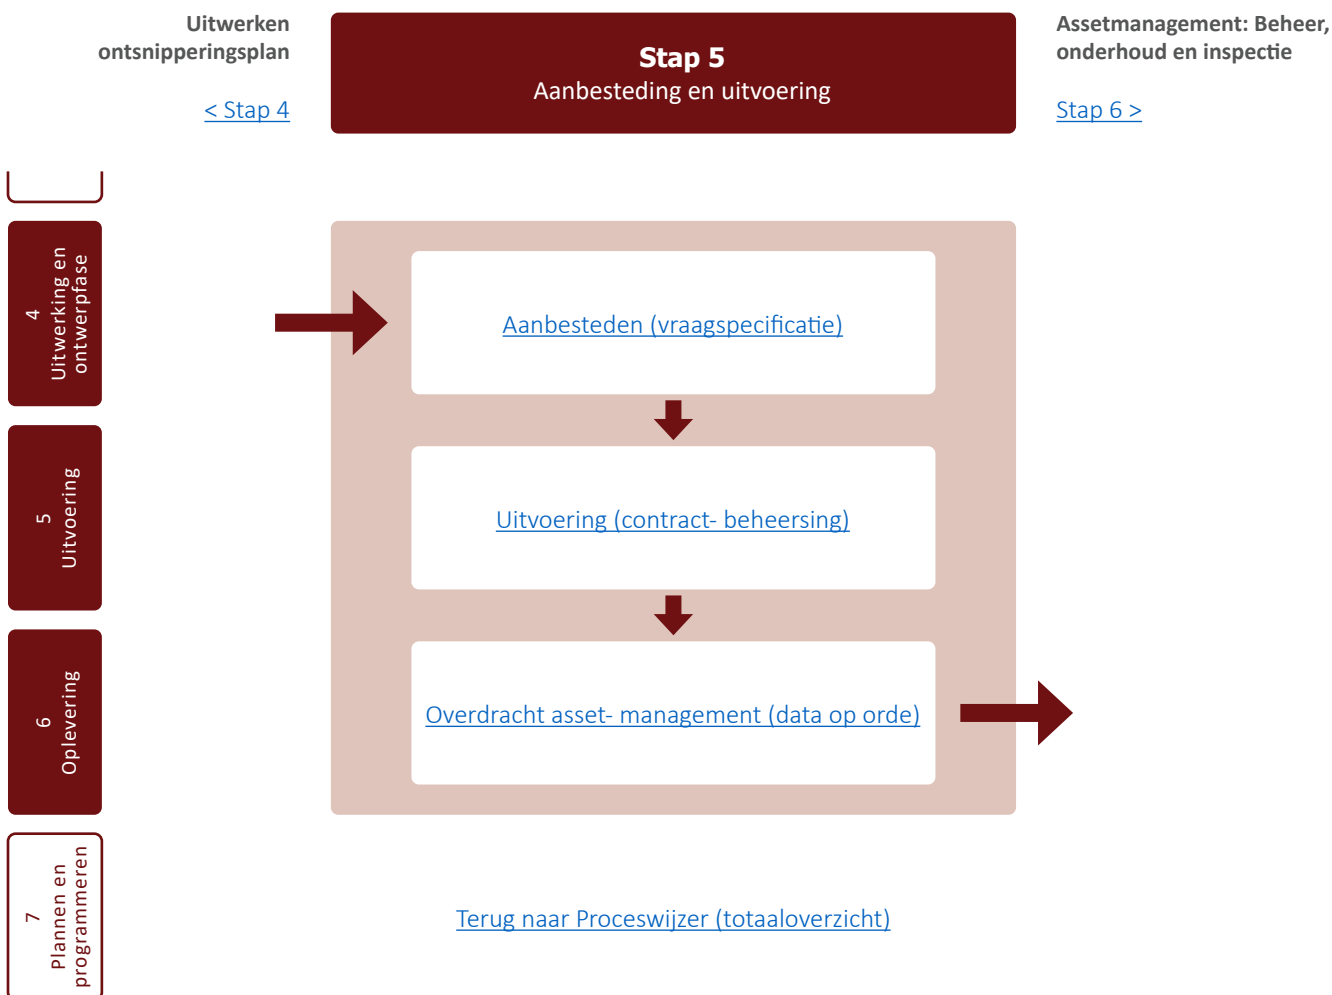 Uitwerken
ontsnipperingsplan
< Stap 4
Stap 5
Aanbesteding en uitvoering
Assetmanagement: Beheer,
onderhoud en inspectie
Stap 6 >
4
Uitwerking en
ontwerpfase
5
Uitvoering
6
Oplevering
7
Plannen en
programmeren
Aanbesteden (vraagspecificatie)
Uitvoering (contract- beheersing)
Overdracht asset- management (data op orde)
Terug naar Proceswijzer (totaaloverzicht)